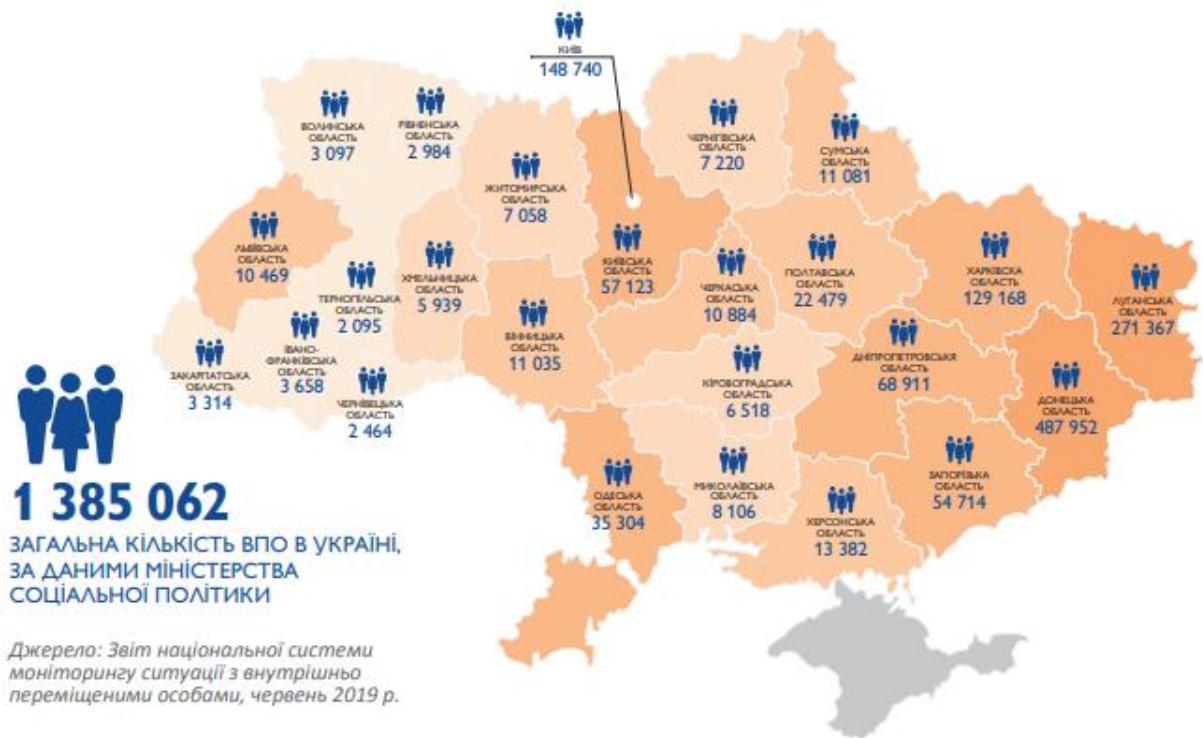 КИЇВ
148 740
ВОЛИНСЬКА
ОБЛАСТЬ
3 097
РІВНЕНСЬКА
ОБЛАСТЬ
2 984
ЖИТОМИРСЬКА
ОБЛАСТЬ
7 058
ЧЕРНІГІВСЬКА
ОБЛАСТЬ
7 220
СУМСЬКА
ОБЛАСТЬ
11 081
ЛЬВІВСЬКА
ОБЛАСТЬ
10 469
ТЕРНОПІЛЬСЬКА
ОБЛАСТЬ
2 095
ХМЕЛЬНИЦЬКА
ОБЛАСТЬ
5 939
КИЇВСЬКА
ОБЛАСТЬ
57 123
ЧЕРКАСЬКА
ОБЛАСТЬ
10 884
ПОЛТАВСЬКА
ОБЛАСТЬ
22 479
ХАРКІВСКА
ОБЛАСТЬ
129 168
ЛУГАНСЬКА
ОБЛАСТЬ
271 367
ЗАКАРПАТСЬКА
ОБЛАСТЬ
3 314
ІВАНО-
ФРАНКІВСЬКА
ОБЛАСТЬ
3 658
ЧЕРНІВЕЦЬКА
ОБЛАСТЬ
2 464
ВІННИЦЬКА
ОБЛАСТЬ
11 035
КІРОВОГРАДСЬКА
ОБЛАСТЬ
6 518
ДНІПРОПЕТРОВСЬКЯ
ОБЛАСТЬ
68 911
ДОНЕЦЬКА
ОБЛАСТЬ
487 952
ОДЕСЬКА
ОБЛАСТЬ
35 304
МИКОЛАЇВСЬКА
ОБЛАСТЬ
8 106
ХЕРСОНСЬКА
ОБЛАСТЬ
13 382
ЗАПОРІЗЬКА
ОБЛАСТЬ
54 714
1 385 062
ЗАГАЛЬНА КІЛЬКІСТЬ ВПО В УКРАЇНІ,
ЗА ДАНИМИ МІНІСТЕРСТВА
СОЦІАЛЬНОЇ ПОЛІТИКИ
Джерело: Звіт національної системи
моніторингу ситуації з внутрішньо
переміщеними особами, червень 2019 р.